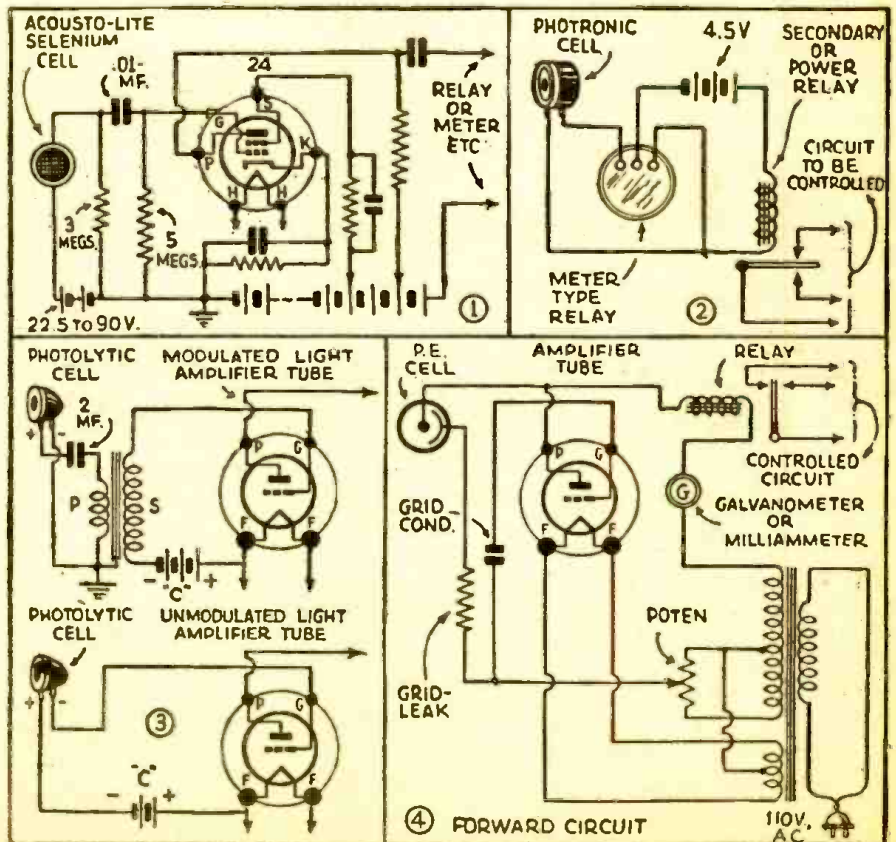 ACOUSTO-LITE
SELENIUM
CELL
.01-
MF.
24
S
G
P
K
H H
3
MEGS.
5
MEGS.
22.5 TO 90V.
RELAY
OR
METER
ETC
①
PHOTRONIC
CELL
4.5V
SECONDARY
OR
POWER
RELAY
CIRCUIT
TO BE
CONTROLLED
METER
TYPE
RELAY
②
PHOTOLYTIC
CELL
MODULATED LIGHT
AMPLIFIER TUBE
+ -
2
MF.
P S
P G
F F
- "C" +
PHOTOLYTIC
CELL
UNMODULATED LIGHT
AMPLIFIER TUBE
+ -
③
P G
F F
- "C" +
P.E.
CELL
AMPLIFIER
TUBE
RELAY
P G
F F
GRID
COND.
CONTROLLED
CIRCUIT
G
GALVANOMETER
OR
MILLIAMMETER
GRID-
LEAK
POTEN
④ FORWARD CIRCUIT
110V.
A.C.